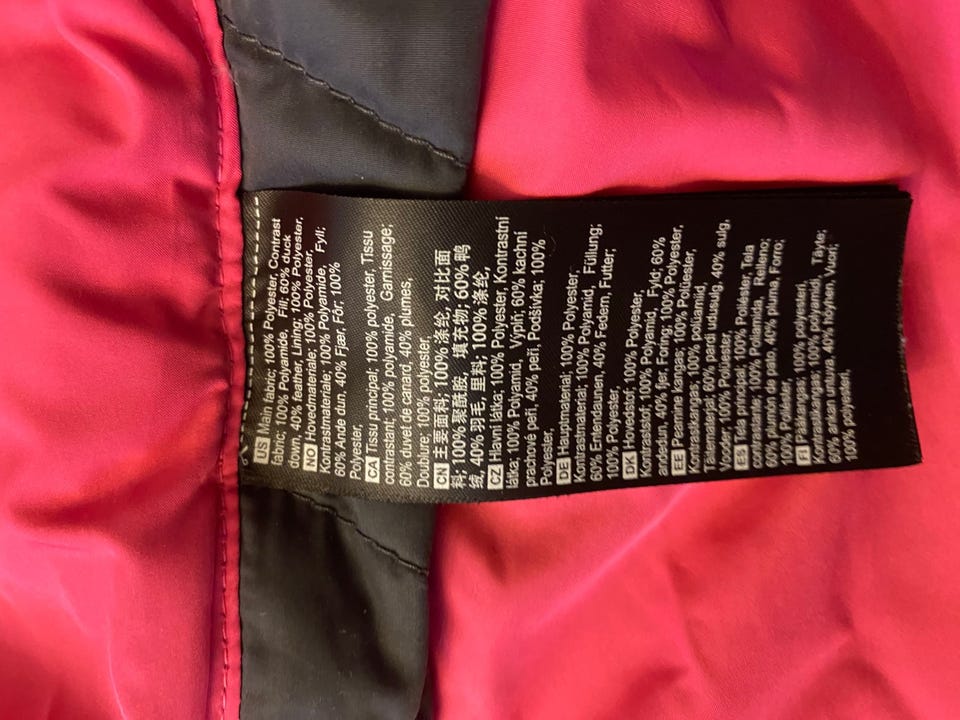 US Main fabric; 100% Polyester, Contrast
fabric; 100% Polyamide, Fill; 60% duck
down, 40% feather, Lining; 100% Polyester,
NO Hovedmateriale; 100% Polyester,
Kontrastmateriale; 100% Polyamide, Fyll;
60% Ande dun, 40% Fjær, Fôr; 100%
Polyester,
CA Tissu principal; 100% polyester, Tissu
contrastant; 100% polyamide, Garnissage;
60% duvet de canard, 40% plumes,
Doublure; 100% polyester,
CN 主要面料; 100% 涤纶, 对比面
料; 100% 聚酰胺, 填充物; 60% 鸭
绒, 40% 羽毛, 里料; 100% 涤纶,
CZ Hlavní látka; 100% Polyester, Kontrastní
látka; 100% Polyamid, Výplň; 60% kachní
prachové peří, 40% peří, Podšívka; 100%
Polyester,
DE Hauptmaterial; 100% Polyester,
Kontrastmaterial; 100% Polyamid, Füllung;
60% Entendaunen, 40% Federn, Futter;
100% Polyester,
DK Hovedstof; 100% Polyester,
Kontraststof; 100% Polyamid, Fyld; 60%
andedun, 40% fjer, Foring; 100% Polyester,
EE Peamine kangas; 100% Polüester,
Kontrastkangas; 100% polüamiid,
Täitematerjal; 60% pardi udusulg, 40% sulg,
Vooder; 100% Polüester
ES Tela principal; 100% Poliéster, Tela
contraste; 100% Poliamida, Relleno;
60% plumón de pato, 40% pluma, Forro;
100% Poliéster,
FI Pääkangas; 100% polyesteri,
Kontrastikangas; 100% polyamidi, Täyte;
60% ankan untuva, 40% höyhen, Vuori;
100% polyesteri,